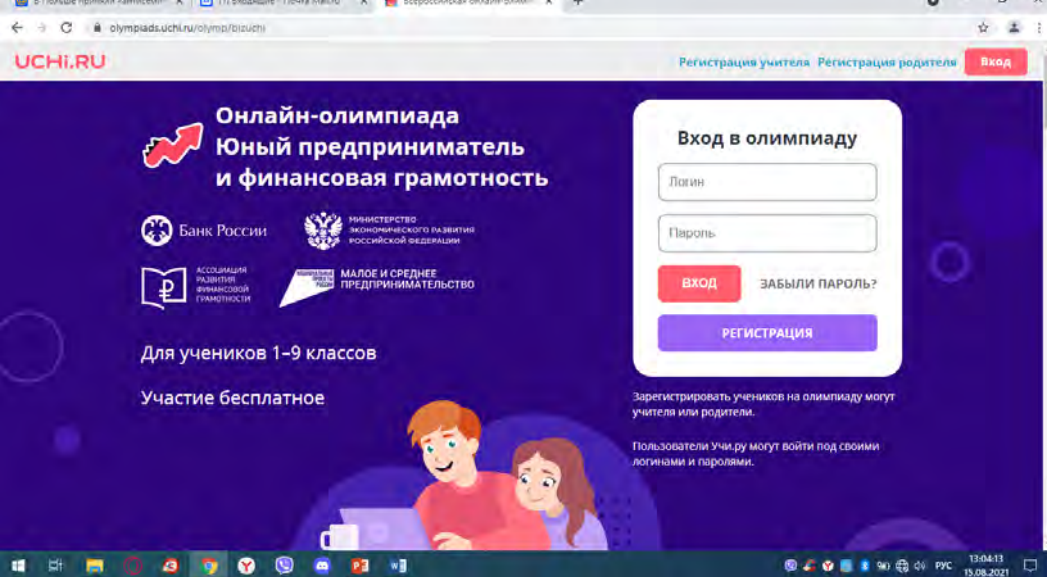 olympiads.uchi.ru/olymp/bizuchi
UCHi.RU
Регистрация учителя Регистрация родителя Вход
Онлайн-олимпиада
Юный предприниматель
и финансовая грамотность
Банк России
МИНИСТЕРСТВО
ЭКОНОМИЧЕСКОГО РАЗВИТИЯ
РОССИЙСКОЙ ФЕДЕРАЦИИ
АССОЦИАЦИЯ
РАЗВИТИЯ
ФИНАНСОВОЙ
ГРАМОТНОСТИ
НАЦИОНАЛЬНЫЕ
ПРОЕКТЫ
РОССИИ
МАЛОЕ И СРЕДНЕЕ
ПРЕДПРИНИМАТЕЛЬСТВО
Для учеников 1–9 классов
Участие бесплатное
Вход в олимпиаду
Логин
Пароль
ВХОД ЗАБЫЛИ ПАРОЛЬ?
РЕГИСТРАЦИЯ
Зарегистрировать учеников на олимпиаду могут
учителя или родители.
Пользователи Учи.ру могут войти под своими
логинами и паролями.
РУС
13:04:13
15.08.2021